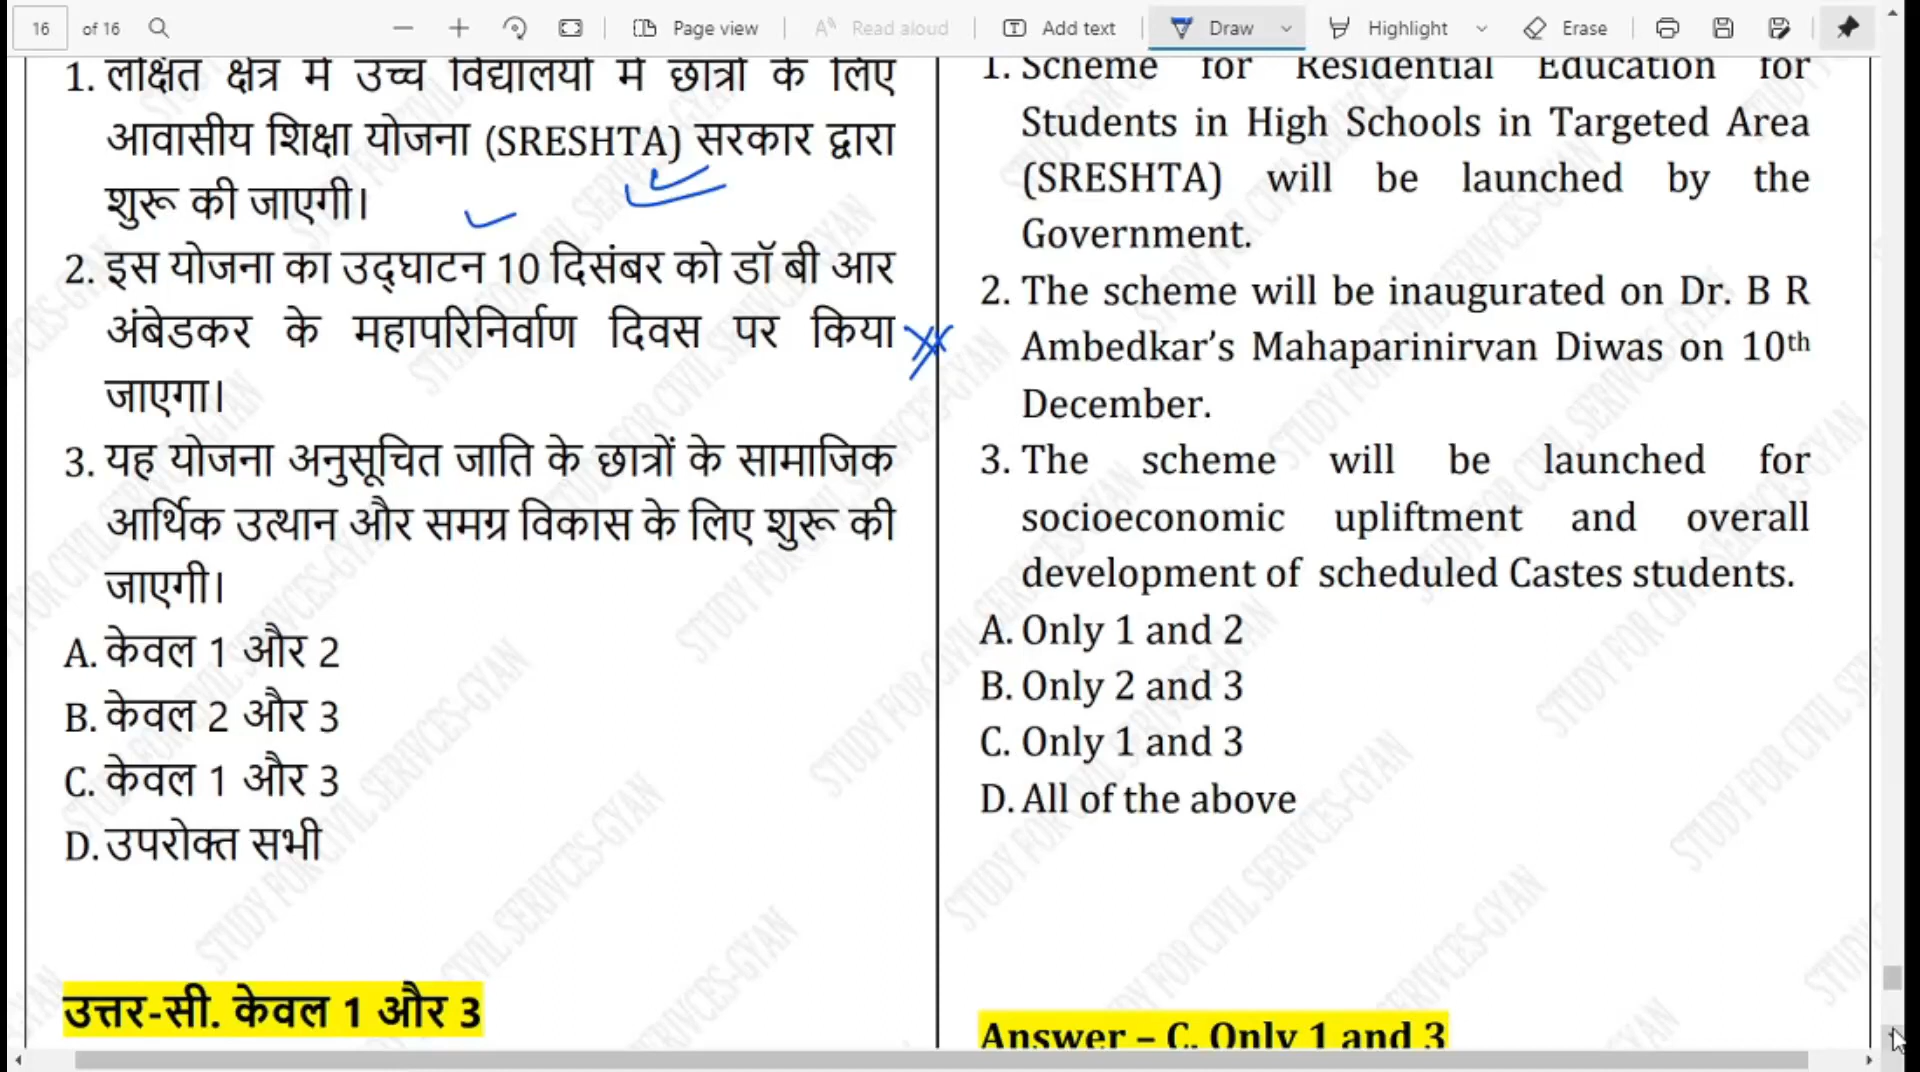 16 of 16 Page view Read aloud Add text Draw Highlight Erase
1. लक्षित क्षेत्र में उच्च विद्यालयों में छात्रों के लिए
आवासीय शिक्षा योजना (SRESHTA) सरकार द्वारा
शुरू की जाएगी।
2. इस योजना का उद्घाटन 10 दिसंबर को डॉ बी आर
अंबेडकर के महापरिनिर्वाण दिवस पर किया
जाएगा।
3. यह योजना अनुसूचित जाति के छात्रों के सामाजिक
आर्थिक उत्थान और समग्र विकास के लिए शुरू की
जाएगी।
A. केवल 1 और 2
B. केवल 2 और 3
C. केवल 1 और 3
D. उपरोक्त सभी
उत्तर-सी. केवल 1 और 3
1. Scheme for Residential Education for
Students in High Schools in Targeted Area
(SRESHTA) will be launched by the
Government.
2. The scheme will be inaugurated on Dr. B R
Ambedkar’s Mahaparinirvan Diwas on 10th
December.
3. The scheme will be launched for
socioeconomic upliftment and overall
development of scheduled Castes students.
A. Only 1 and 2
B. Only 2 and 3
C. Only 1 and 3
D. All of the above
Answer – C. Only 1 and 3
STUDY FOR CIVIL SERIVCES-GYAN